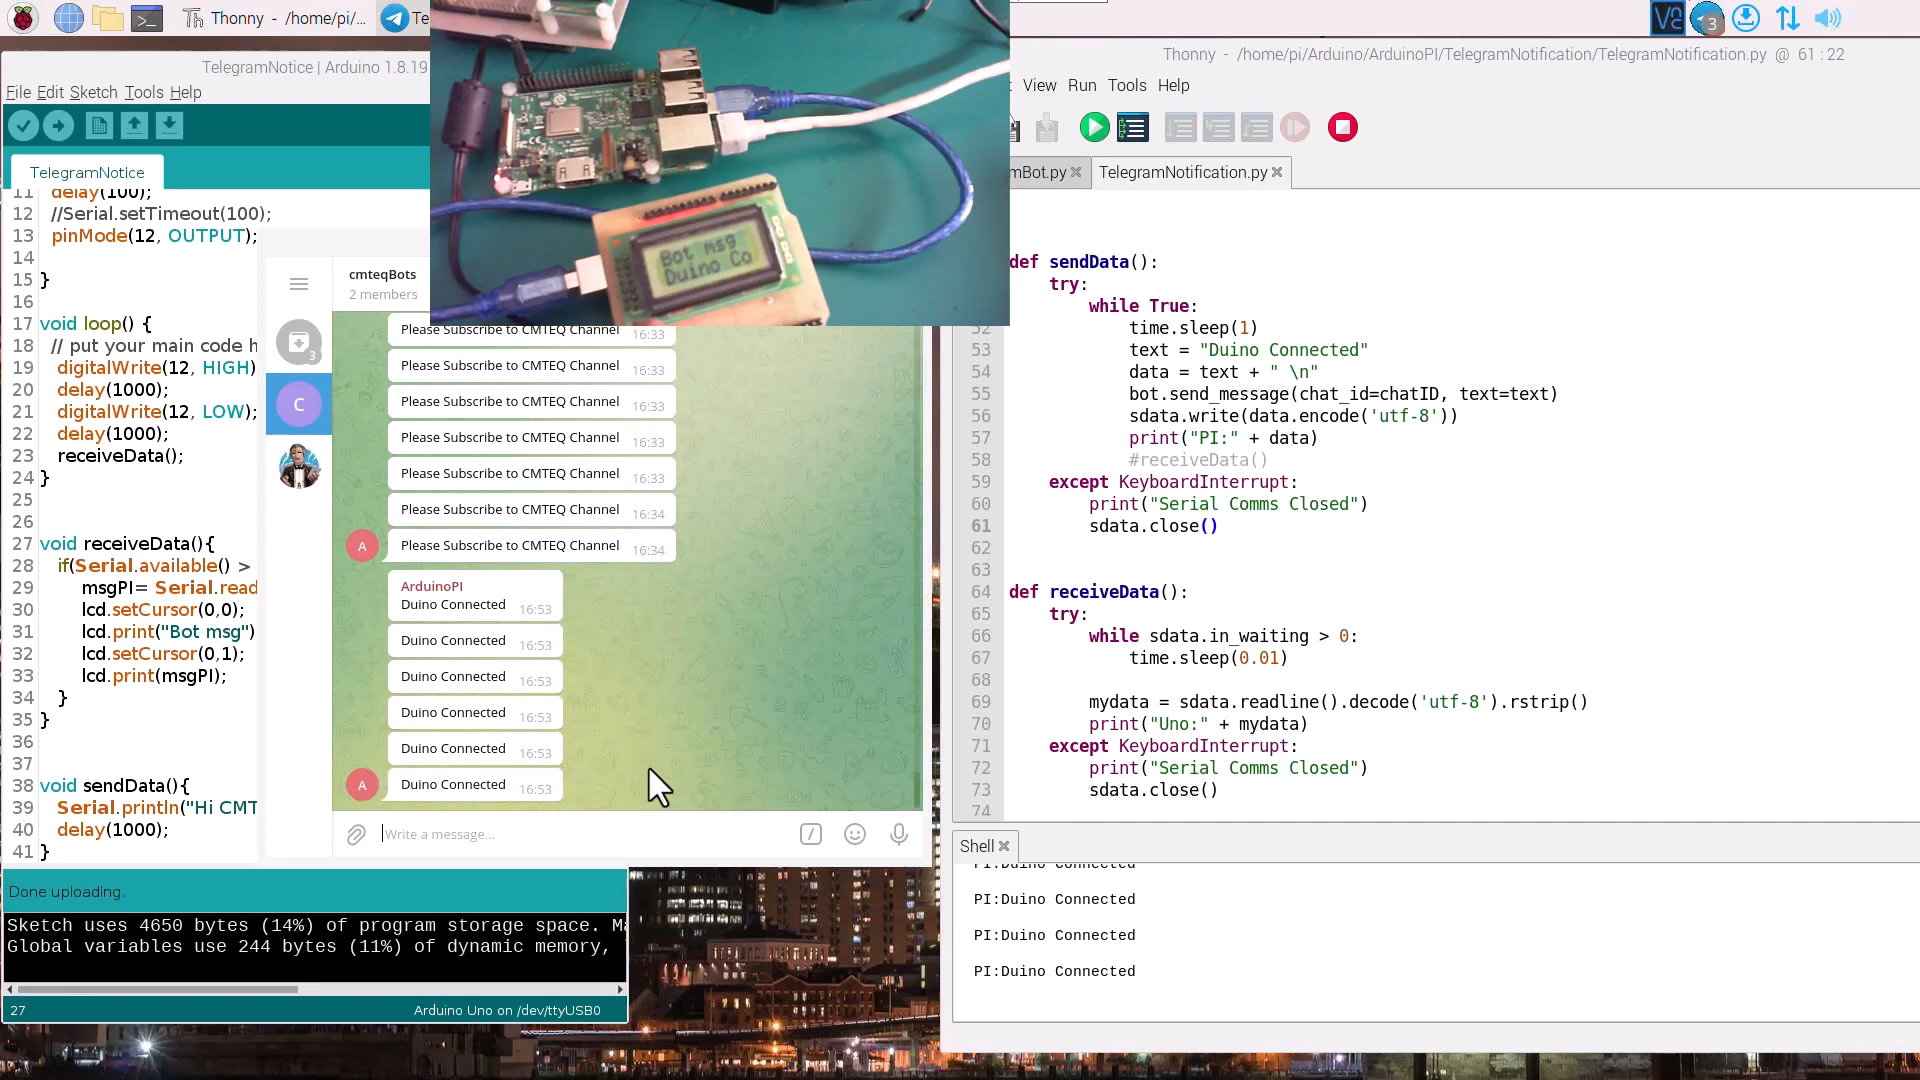 Thonny - /home/pi/...
Te
3
TelegramNotice | Arduino 1.8.19
File Edit Sketch Tools Help
TelegramNotice
11 delay(100);
12 //Serial.setTimeout(100);
13 pinMode(12, OUTPUT);
14
15 }
16
17 void loop() {
18 // put your main code h
19 digitalWrite(12, HIGH)
20 delay(1000);
21 digitalWrite(12, LOW);
22 delay(1000);
23 receiveData();
24 }
25
26
27 void receiveData(){
28 if(Serial.available() >
29 msgPI= Serial.read
30 lcd.setCursor(0,0);
31 lcd.print("Bot msg")
32 lcd.setCursor(0,1);
33 lcd.print(msgPI);
34 }
35 }
36
37
38 void sendData(){
39 Serial.println("Hi CMT
40 delay(1000);
41 }
Done uploading.
Sketch uses 4650 bytes (14%) of program storage space. Ma
Global variables use 244 bytes (11%) of dynamic memory,
27
Arduino Uno on /dev/ttyUSB0
Bot msg
Duino Co
cmteqBots
2 members
3
C
Please Subscribe to CMTEQ Channel 16:33
Please Subscribe to CMTEQ Channel 16:33
Please Subscribe to CMTEQ Channel 16:33
Please Subscribe to CMTEQ Channel 16:33
Please Subscribe to CMTEQ Channel 16:33
Please Subscribe to CMTEQ Channel 16:34
A
Please Subscribe to CMTEQ Channel 16:34
ArduinoPI
Duino Connected 16:53
Duino Connected 16:53
Duino Connected 16:53
Duino Connected 16:53
Duino Connected 16:53
A
Duino Connected 16:53
Write a message...
Thonny - /home/pi/Arduino/ArduinoPI/TelegramNotification/TelegramNotification.py @ 61 : 22
View Run Tools Help
mBot.py
TelegramNotification.py
def sendData():
try:
while True:
52 time.sleep(1)
53 text = "Duino Connected"
54 data = text + " \n"
55 bot.send_message(chat_id=chatID, text=text)
56 sdata.write(data.encode('utf-8'))
57 print("PI:" + data)
58 #receiveData()
59 except KeyboardInterrupt:
60 print("Serial Comms Closed")
61 sdata.close()
62
63
64 def receiveData():
65 try:
66 while sdata.in_waiting > 0:
67 time.sleep(0.01)
68
69 mydata = sdata.readline().decode('utf-8').rstrip()
70 print("Uno:" + mydata)
71 except KeyboardInterrupt:
72 print("Serial Comms Closed")
73 sdata.close()
74
Shell
PI:Duino Connected
PI:Duino Connected
PI:Duino Connected
PI:Duino Connected